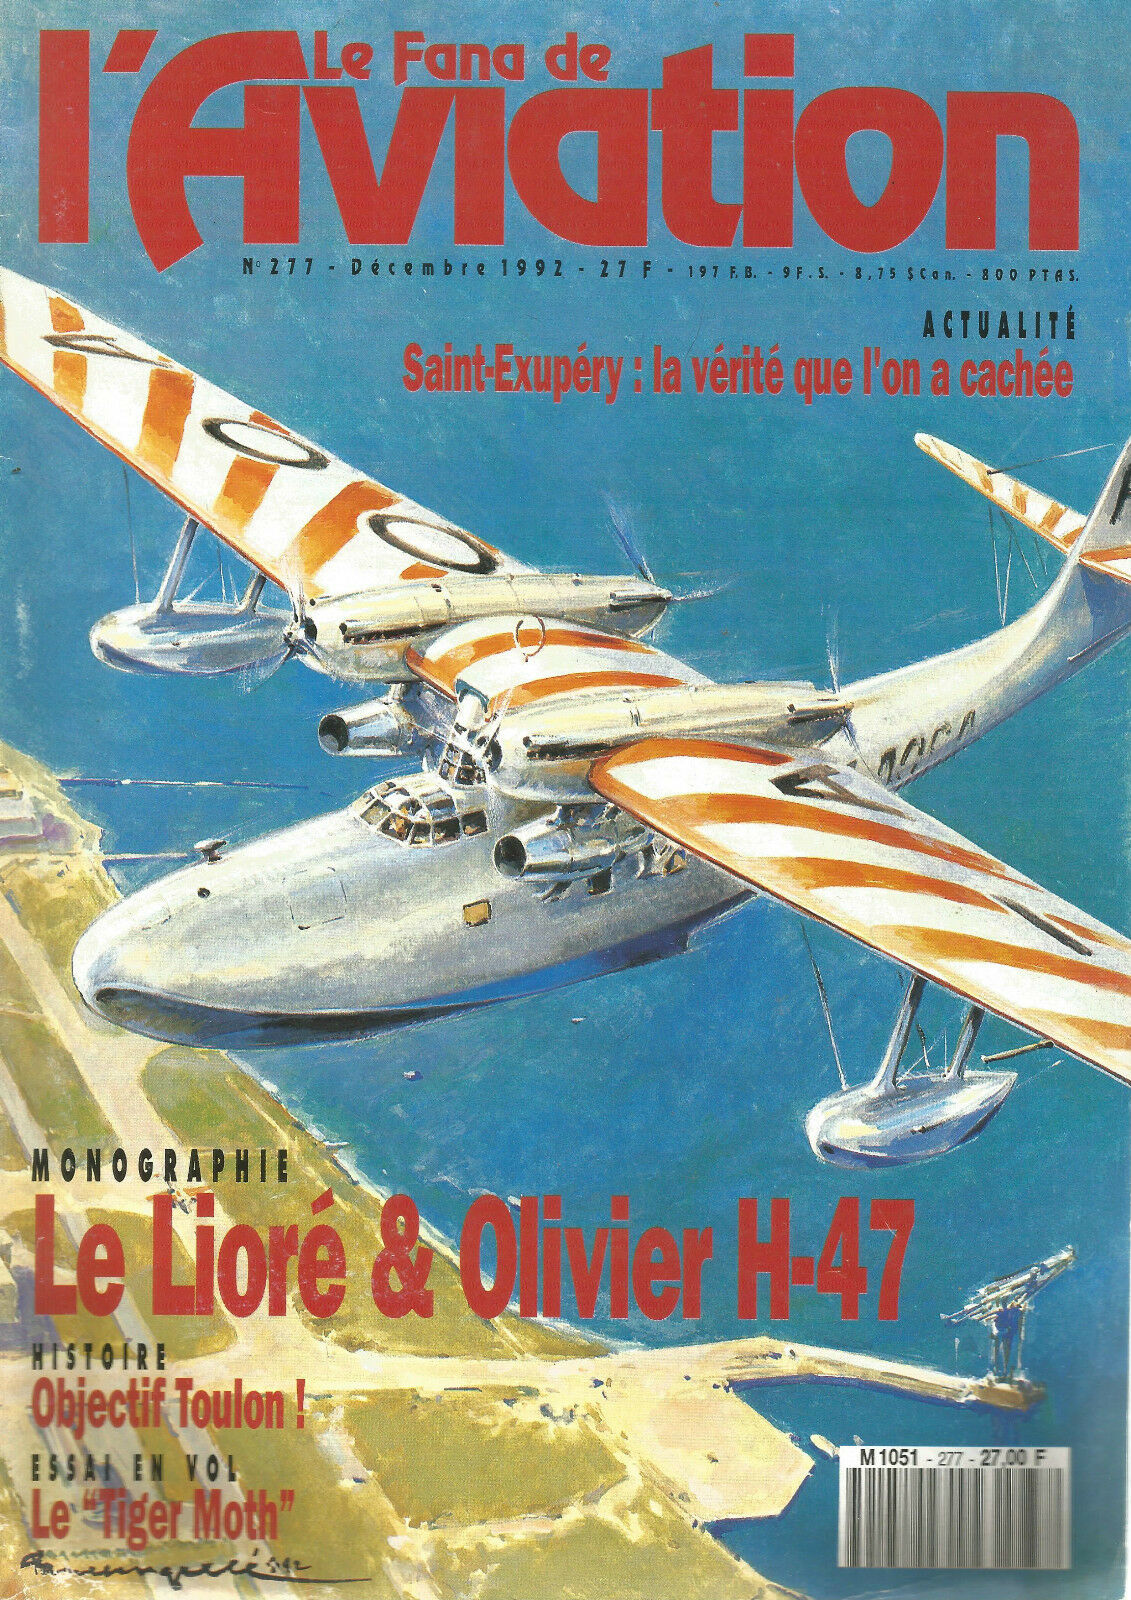 Le Fana de
l'Aviation
N° 277 - Décembre 1992 - 27 F - 197 F.B. - 9 F.S. - 8,75 $ Can. - 800 PTAS.
ACTUALITÉ
Saint-Exupéry : la vérité que l'on a cachée
MONOGRAPHIE
Le Lioré & Olivier H-47
HISTOIRE
Objectif Toulon !
ESSAI EN VOL
Le "Tiger Moth"
M 1051 - 277 - 27,00 F